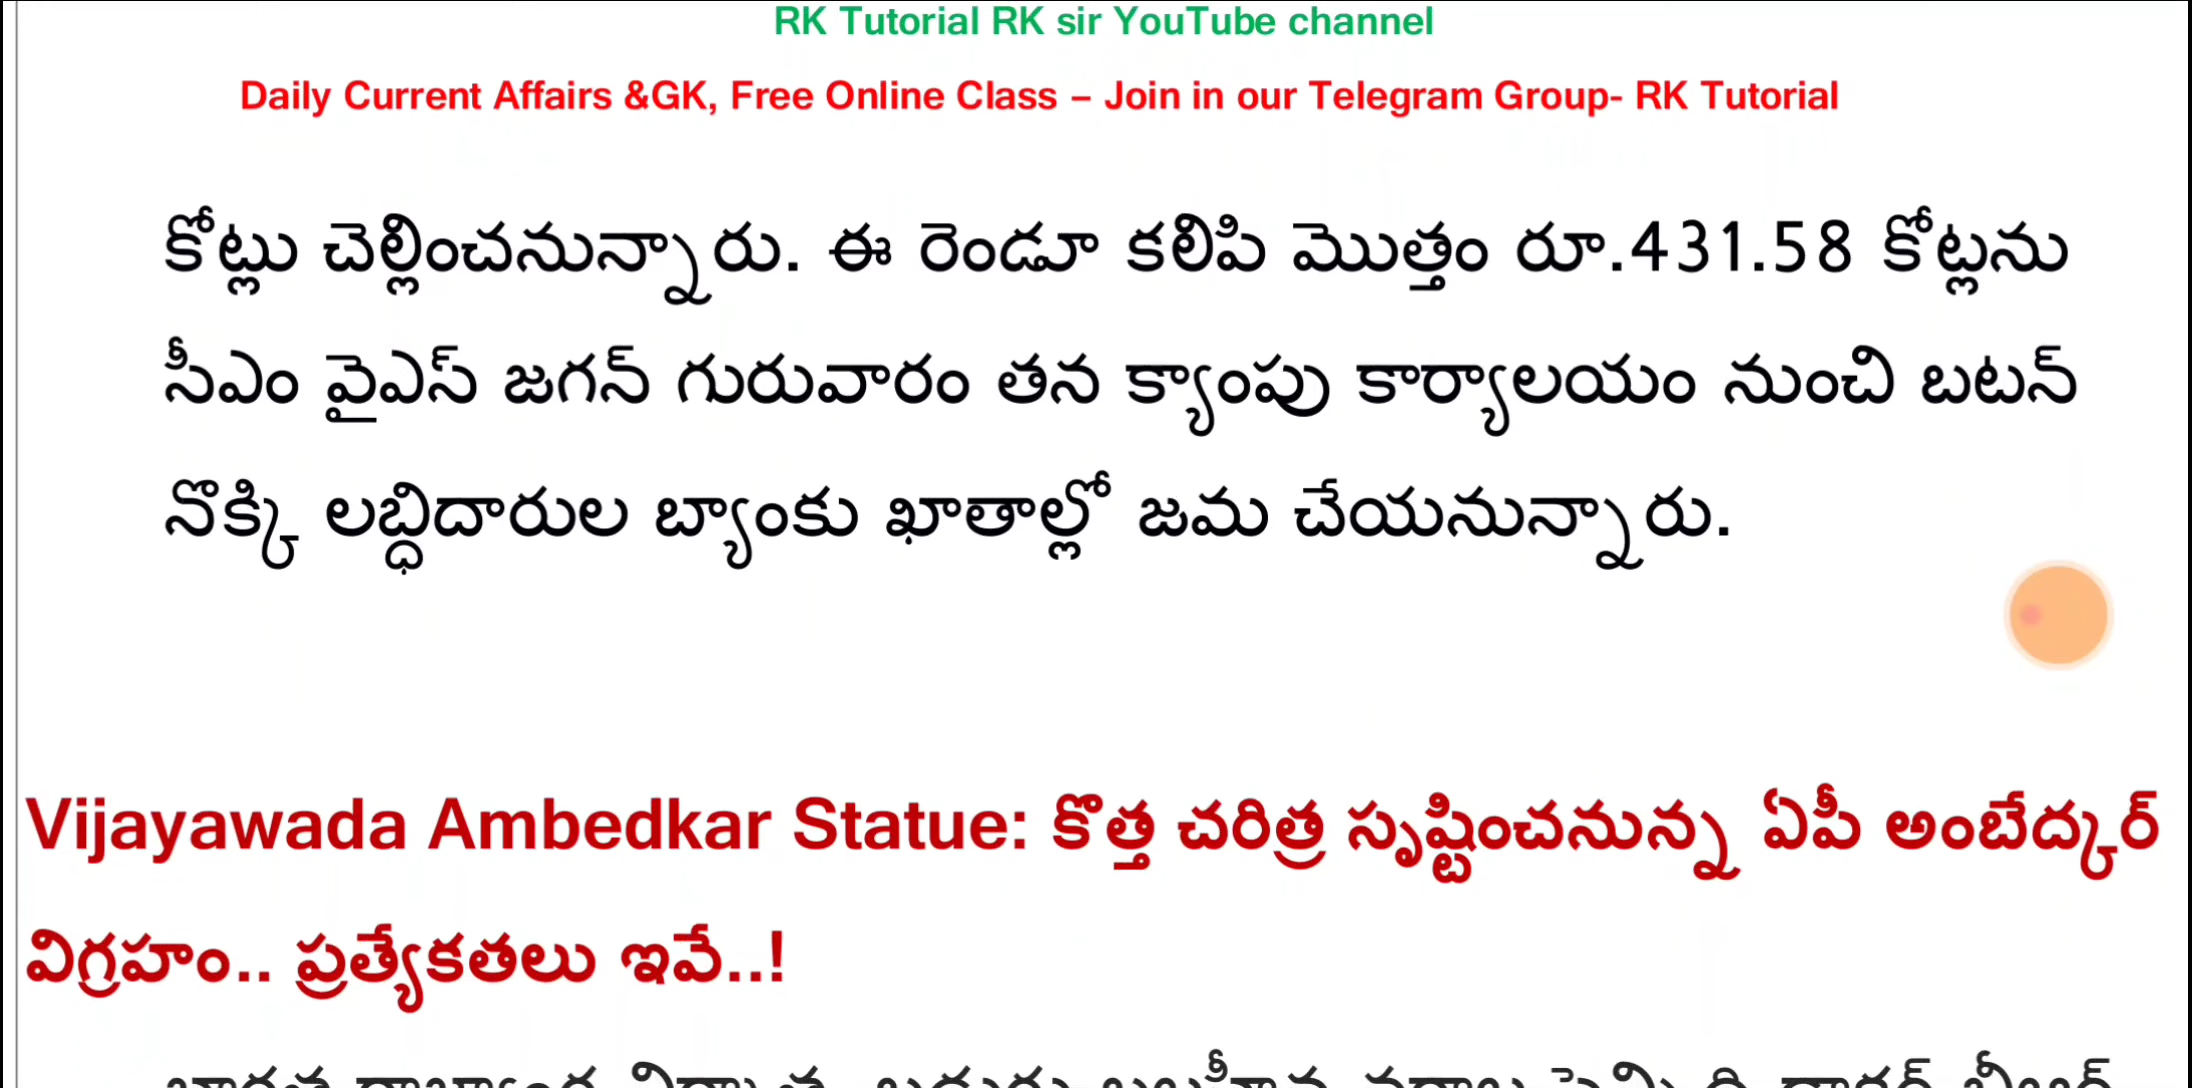 RK Tutorial RK sir YouTube channel
Daily Current Affairs &GK, Free Online Class – Join in our Telegram Group- RK Tutorial
కోట్లు చెల్లించనున్నారు. ఈ రెండూ కలిపి మొత్తం రూ.431.58 కోట్లను
సీఎం వైఎస్ జగన్ గురువారం తన క్యాంపు కార్యాలయం నుంచి బటన్
నొక్కి లబ్ధిదారుల బ్యాంకు ఖాతాల్లో జమ చేయనున్నారు.
Vijayawada Ambedkar Statue: కొత్త చరిత్ర సృష్టించనున్న ఏపీ అంబేద్కర్
విగ్రహం.. ప్రత్యేకతలు ఇవే..!